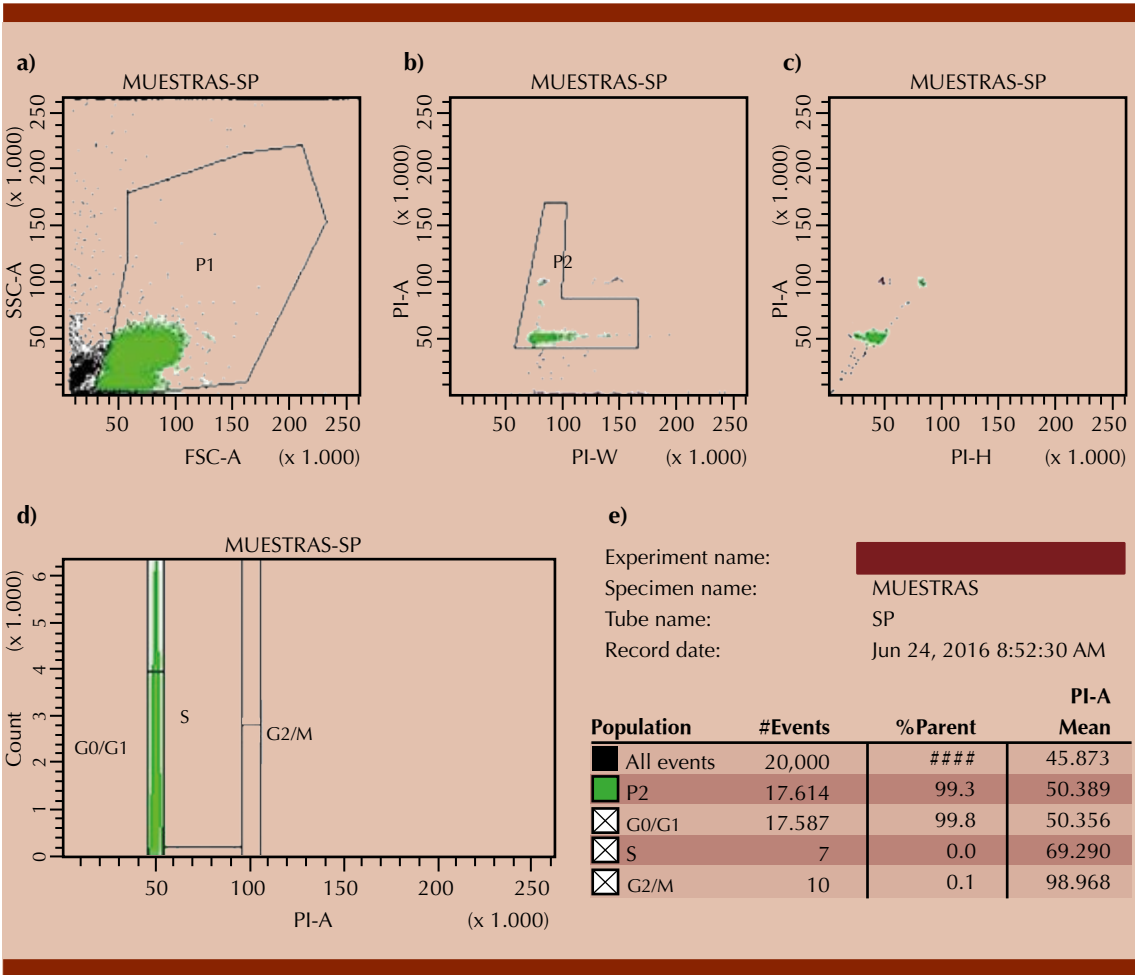 a)
MUESTRAS-SP
SSC-A (x 1.000)
250
200
150
100
50
P1
50 100 150 200 250
FSC-A (x 1.000)
b)
MUESTRAS-SP
PI-A (x 1.000)
250
200
150
100
50
P2
50 100 150 200 250
PI-W (x 1.000)
c)
MUESTRAS-SP
PI-A (x 1.000)
250
200
150
100
50
50 100 150 200 250
PI-H (x 1.000)
d)
MUESTRAS-SP
Count (x 1.000)
6
5
4
3
2
1
0
G0/G1
S
G2/M
50 100 150 200 250
PI-A (x 1.000)
e)
Experiment name:
Specimen name: MUESTRAS
Tube name: SP
Record date: Jun 24, 2016 8:52:30 AM
PI-A
Population #Events %Parent Mean
All events 20,000 #### 45.873
P2 17.614 99.3 50.389
G0/G1 17.587 99.8 50.356
S 7 0.0 69.290
G2/M 10 0.1 98.968